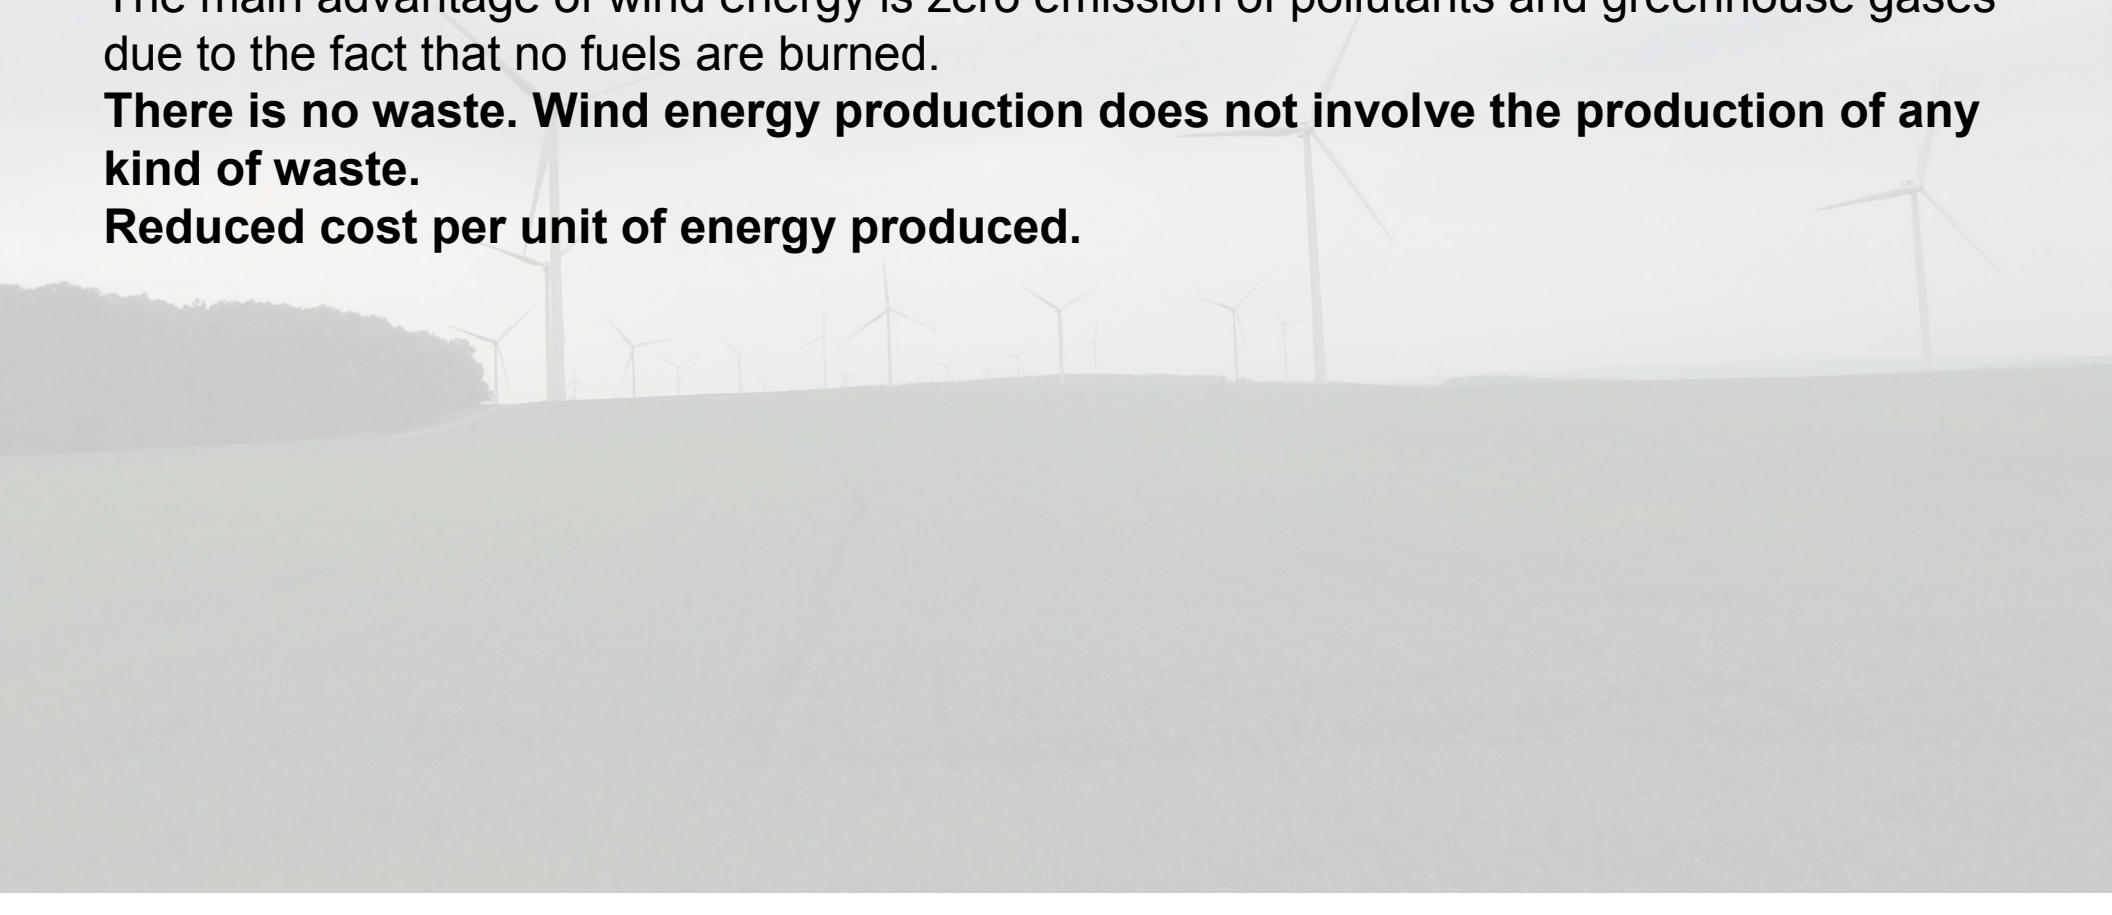 The main advantage of wind energy is zero emission of pollutants and greenhouse gases
due to the fact that no fuels are burned.
There is no waste. Wind energy production does not involve the production of any
kind of waste.
Reduced cost per unit of energy produced.